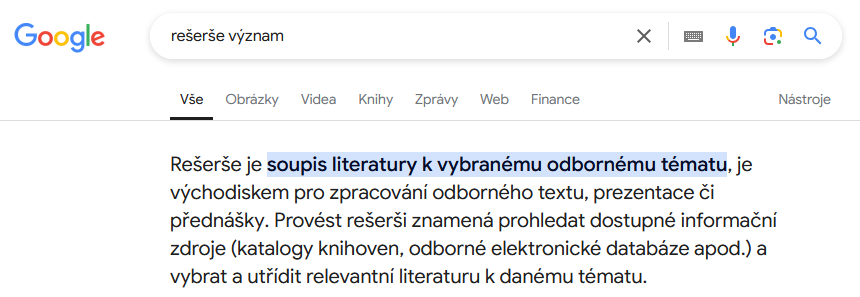 Google
rešerše význam
Vše Obrázky Videa Knihy Zprávy Web Finance Nástroje
Rešerše je soupis literatury k vybranému odbornému tématu, je
východiskem pro zpracování odborného textu, prezentace či
přednášky. Provést rešerši znamená prohledat dostupné informační
zdroje (katalogy knihoven, odborné elektronické databáze apod.) a
vybrat a utřídit relevantní literaturu k danému tématu.